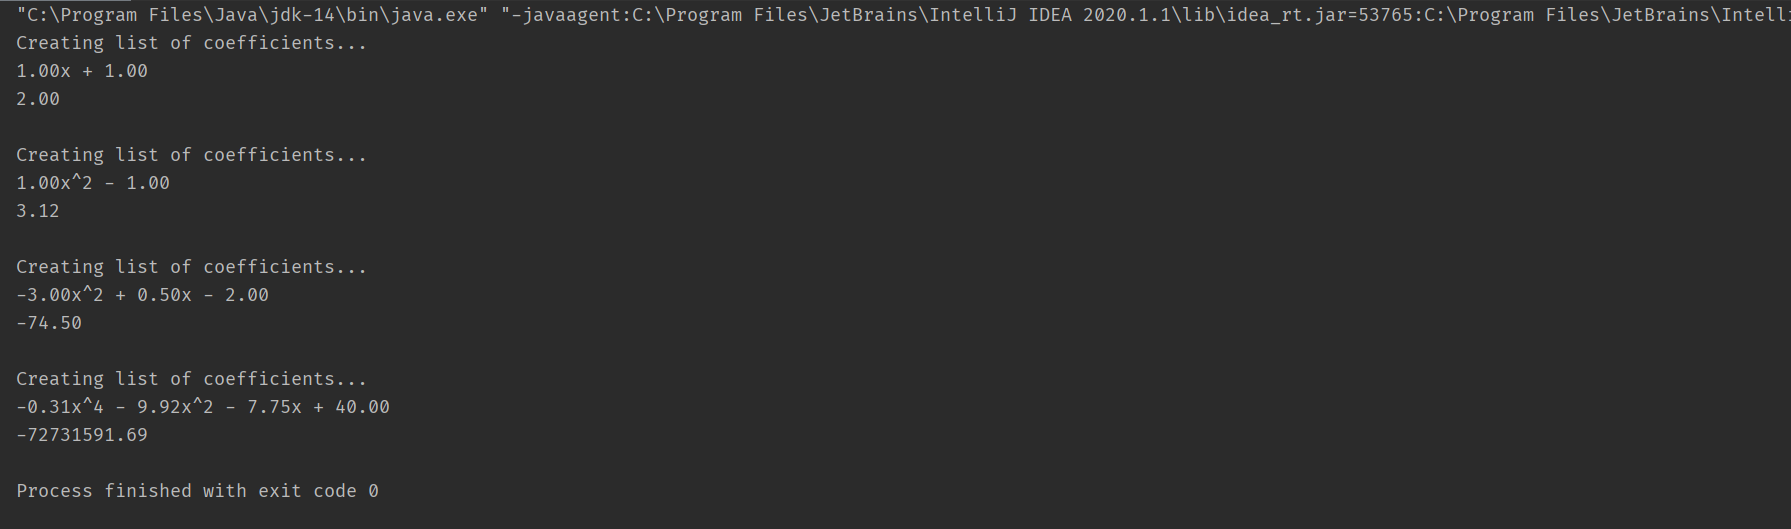 "C:\Program Files\Java\jdk-14\bin\java.exe" "-javaagent:C:\Program Files\JetBrains\IntelliJ IDEA 2020.1.1\lib\idea_rt.jar=53765:C:\Program Files\JetBrains\Intelli
Creating list of coefficients...
1.00x + 1.00
2.00
Creating list of coefficients...
1.00x^2 - 1.00
3.12
Creating list of coefficients...
-3.00x^2 + 0.50x - 2.00
-74.50
Creating list of coefficients...
-0.31x^4 - 9.92x^2 - 7.75x + 40.00
-72731591.69
Process finished with exit code 0